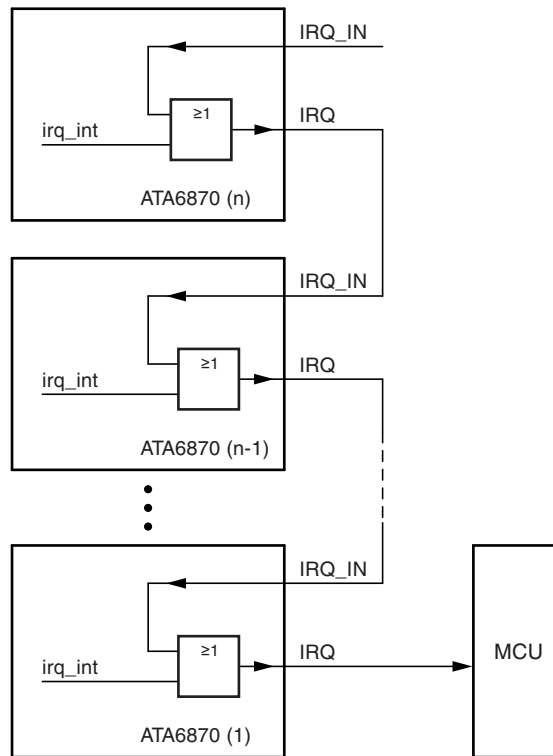 IRQ_IN
≥1
IRQ
irq_int
ATA6870 (n)
IRQ_IN
≥1
IRQ
irq_int
ATA6870 (n-1)
IRQ_IN
≥1
IRQ
MCU
irq_int
ATA6870 (1)